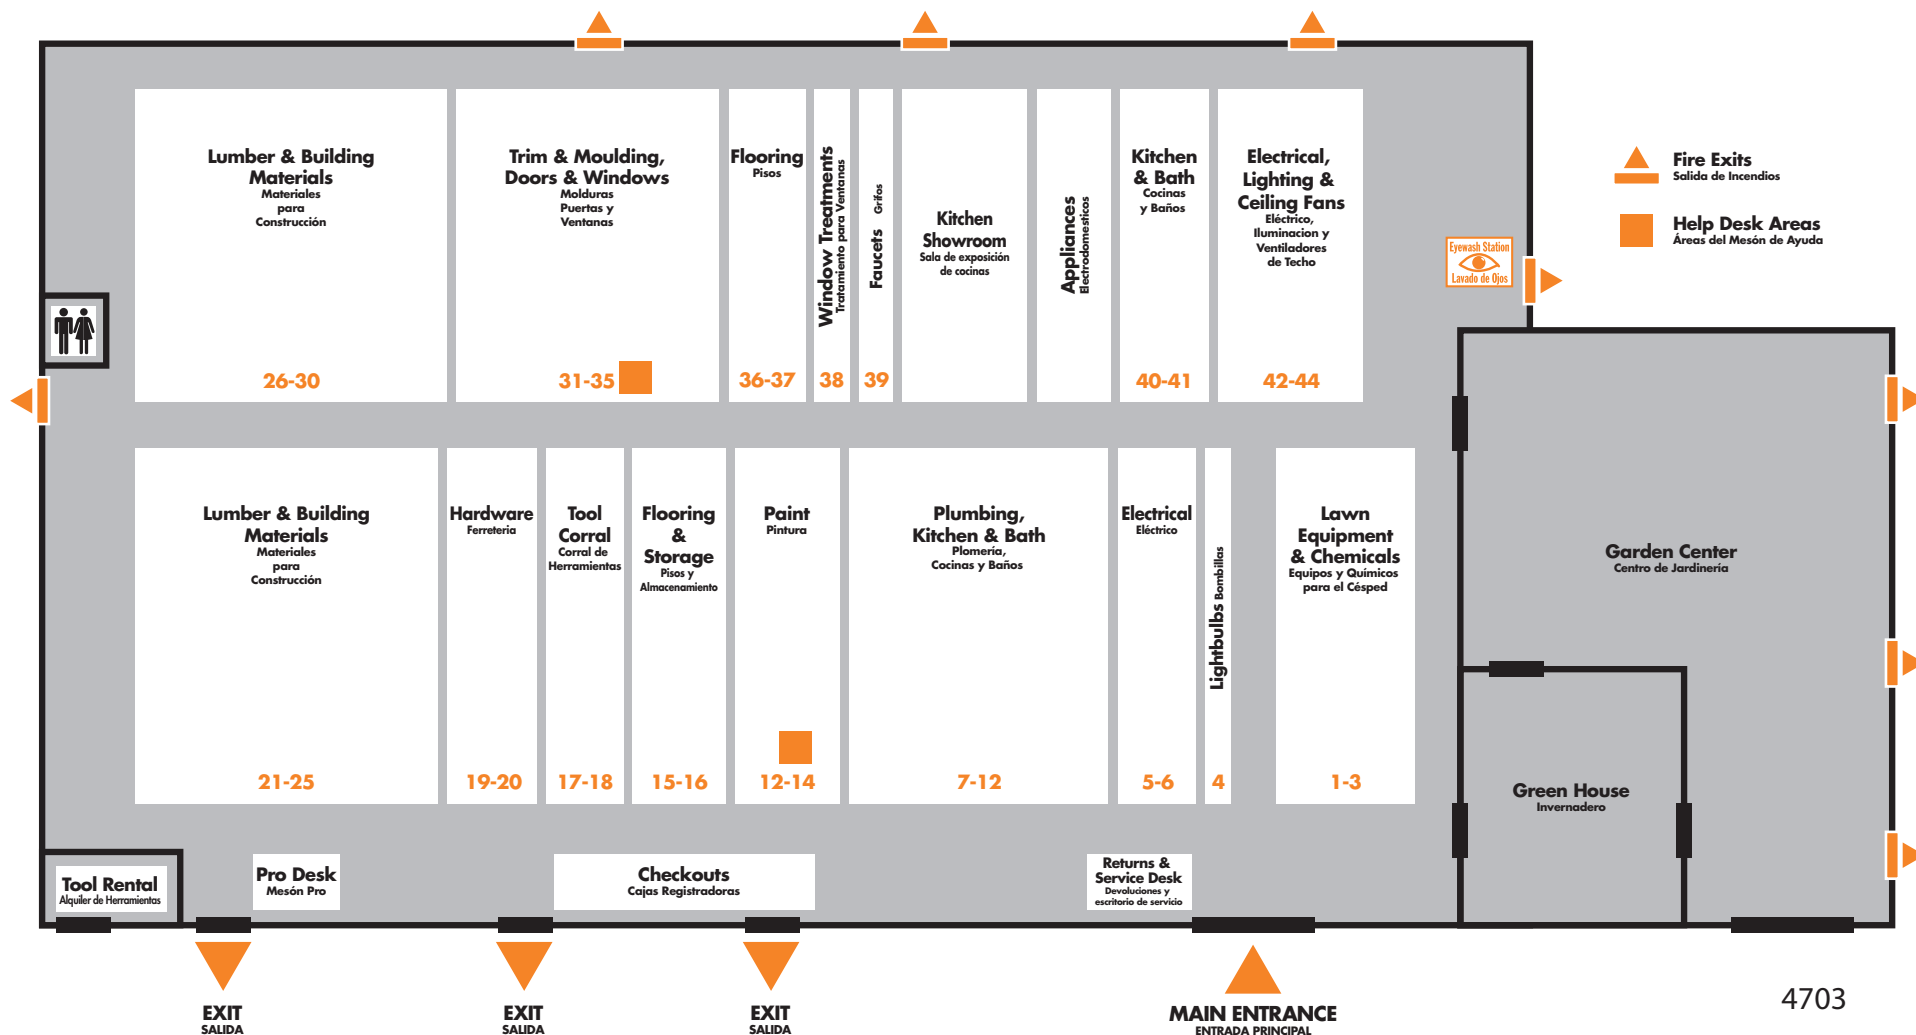 Lumber & Building
Materials
Materiales
para
Construcción
26-30
Trim & Moulding,
Doors & Windows
Molduras
Puertas y
Ventanas
31-35
Flooring
Pisos
36-37
Window Treatments
Tratamiento para Ventanas
38
Faucets Grifos
39
Kitchen
Showroom
Sala de exposición
de cocinas
Appliances
Electrodomesticos
Kitchen
& Bath
Cocinas
y Baños
40-41
Electrical,
Lighting &
Ceiling Fans
Eléctrico,
Iluminacion y
Ventiladores
de Techo
42-44
Eyewash Station
Lavado de Ojos
Fire Exits
Salida de Incendios
Help Desk Areas
Áreas del Mesón de Ayuda
Lumber & Building
Materials
Materiales
para
Construcción
21-25
Hardware
Ferreteria
19-20
Tool
Corral
Corral de
Herramientas
17-18
Flooring
&
Storage
Pisos y
Almacenamiento
15-16
Paint
Pintura
12-14
Plumbing,
Kitchen & Bath
Plomería,
Cocinas y Baños
7-12
Electrical
Eléctrico
5-6
Lightbulbs Bombillas
4
Lawn
Equipment
& Chemicals
Equipos y Químicos
para el Césped
1-3
Garden Center
Centro de Jardinería
Green House
Invernadero
Tool Rental
Alquiler de Herramientas
Pro Desk
Mesón Pro
Checkouts
Cajas Registradoras
Returns &
Service Desk
Devoluciones y
escritorio de servicio
EXIT
SALIDA
EXIT
SALIDA
EXIT
SALIDA
MAIN ENTRANCE
ENTRADA PRINCIPAL
4703